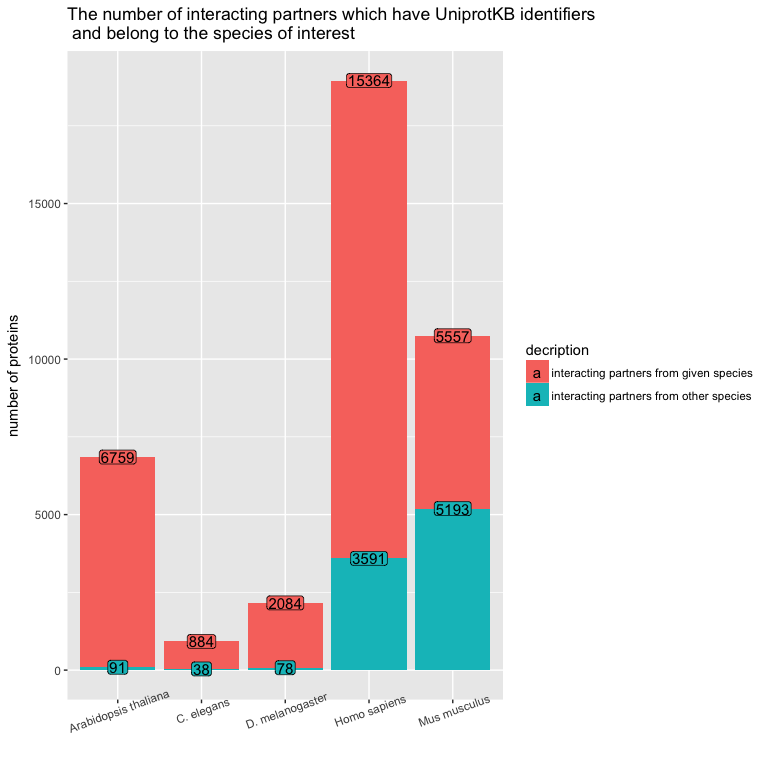 The number of interacting partners which have UniprotKB identifiers
and belong to the species of interest
number of proteins
15000
10000
5000
0
6759
91
884
38
2084
78
15364
3591
5557
5193
Arabidopsis thaliana
C. elegans
D. melanogaster
Homo sapiens
Mus musculus
decription
a interacting partners from given species
a interacting partners from other species